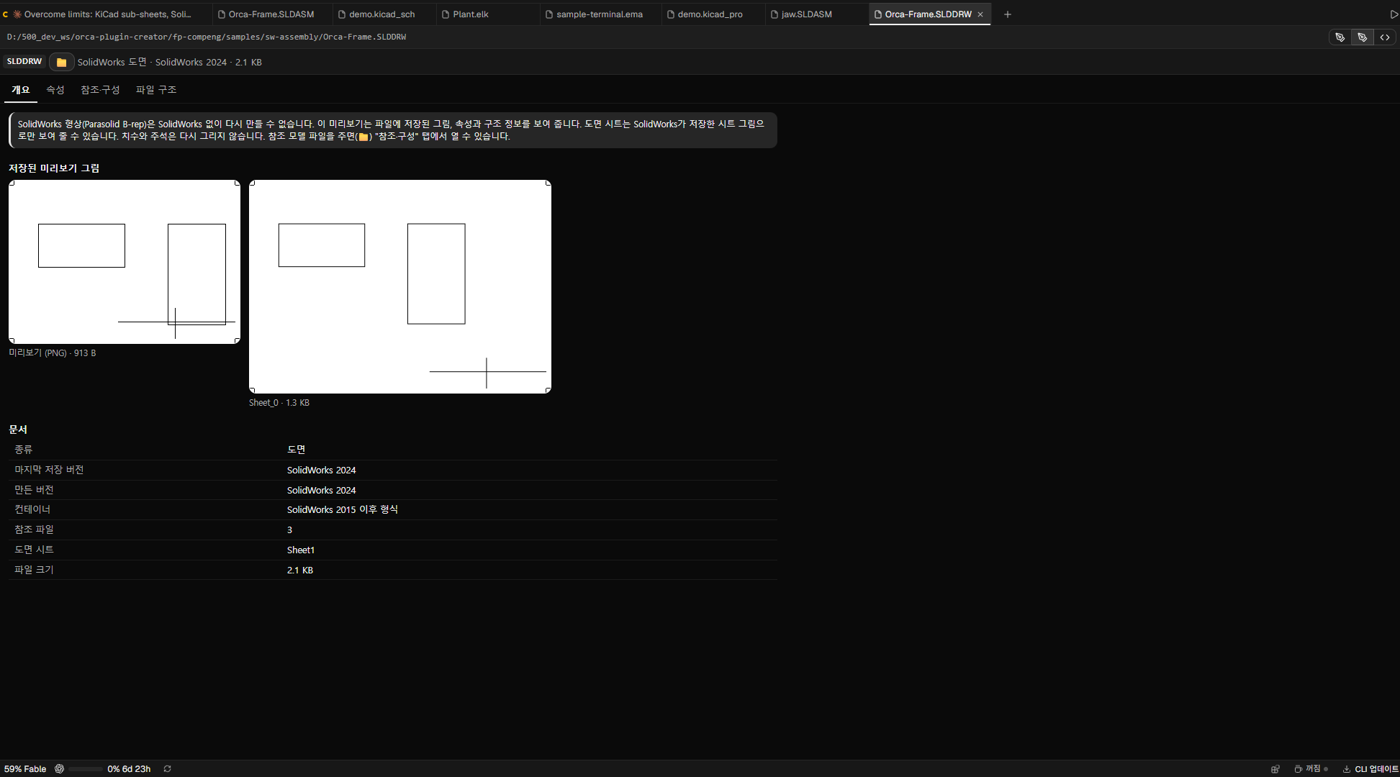 C Overcome limits: KiCad sub-sheets, Soli... Orca-Frame.SLDASM demo.kicad_sch Plant.elk sample-terminal.ema demo.kicad_pro jaw.SLDASM Orca-Frame.SLDDRW
D:/500_dev_ws/orca-plugin-creator/fp-compeng/samples/sw-assembly/Orca-Frame.SLDDRW
SLDDRW SolidWorks 도면 · SolidWorks 2024 · 2.1 KB
개요 속성 참조·구성 파일 구조
SolidWorks 형상(Parasolid B-rep)은 SolidWorks 없이 다시 만들 수 없습니다. 이 미리보기는 파일에 저장된 그림, 속성과 구조 정보를 보여 줍니다. 도면 시트는 SolidWorks가 저장한 시트 그림으
로만 보여 줄 수 있습니다. 치수와 주석은 다시 그리지 않습니다. 참조 모델 파일을 주면(📁) "참조·구성" 탭에서 열 수 있습니다.
저장된 미리보기 그림
미리보기 (PNG) · 913 B
Sheet_0 · 1.3 KB
문서
종류 도면
마지막 저장 버전 SolidWorks 2024
만든 버전 SolidWorks 2024
컨테이너 SolidWorks 2015 이후 형식
참조 파일 3
도면 시트 Sheet1
파일 크기 2.1 KB
59% Fable 0% 6d 23h 꺼짐 CLI 업데이트